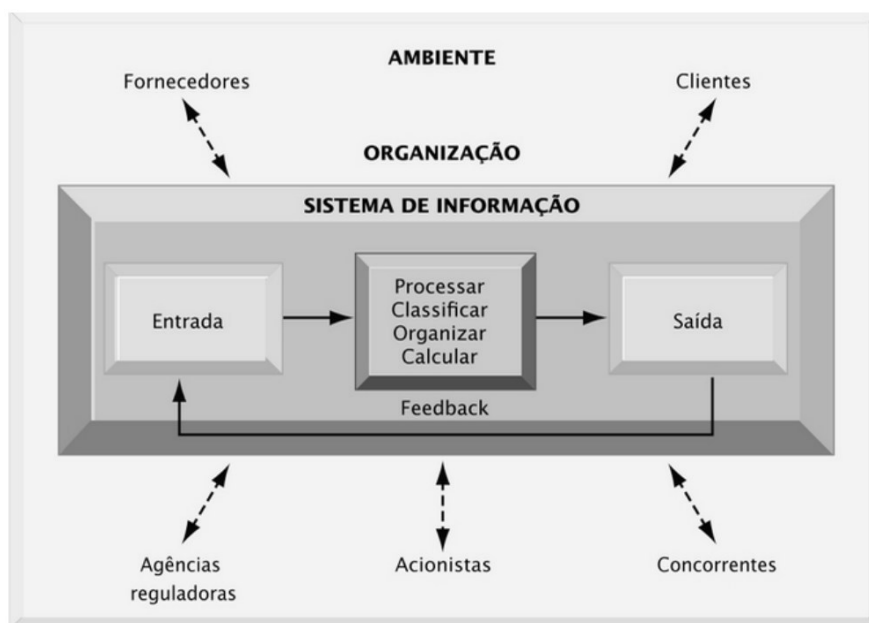 AMBIENTE
Fornecedores
Clientes
ORGANIZAÇÃO
SISTEMA DE INFORMAÇÃO
Entrada
Processar
Classificar
Organizar
Calcular
Saída
Feedback
Agências
reguladoras
Acionistas
Concorrentes